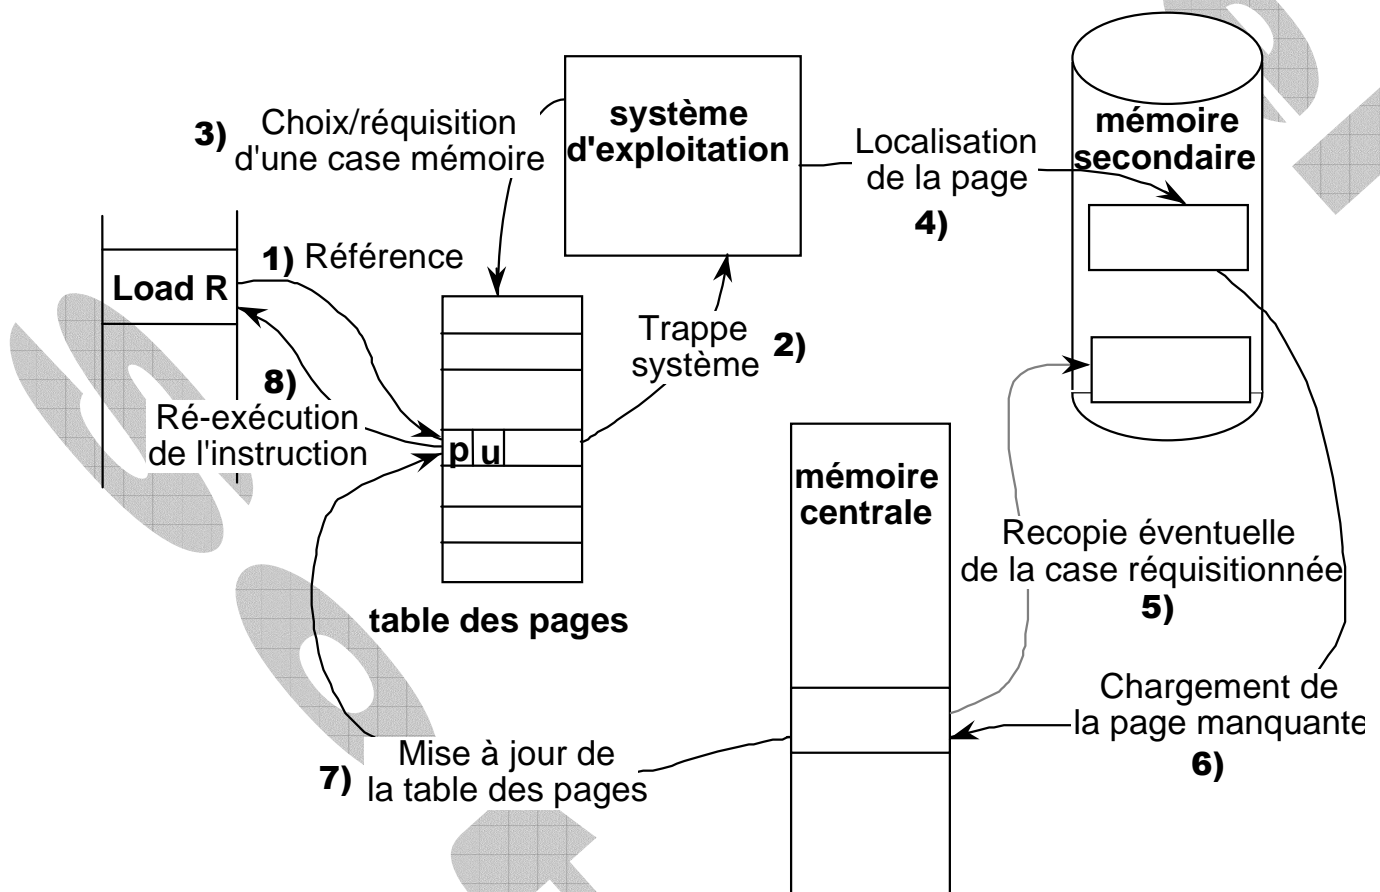 système
d'exploitation
3) Choix/réquisition
d'une case mémoire
Localisation
de la page
4)
mémoire
secondaire
1) Référence
Load R
Trappe
système 2)
8)
Ré-exécution
de l'instruction
p u
table des pages
mémoire
centrale
Recopie éventuelle
de la case réquisitionnée
5)
Chargement de
la page manquante
6)
7) Mise à jour de
la table des pages